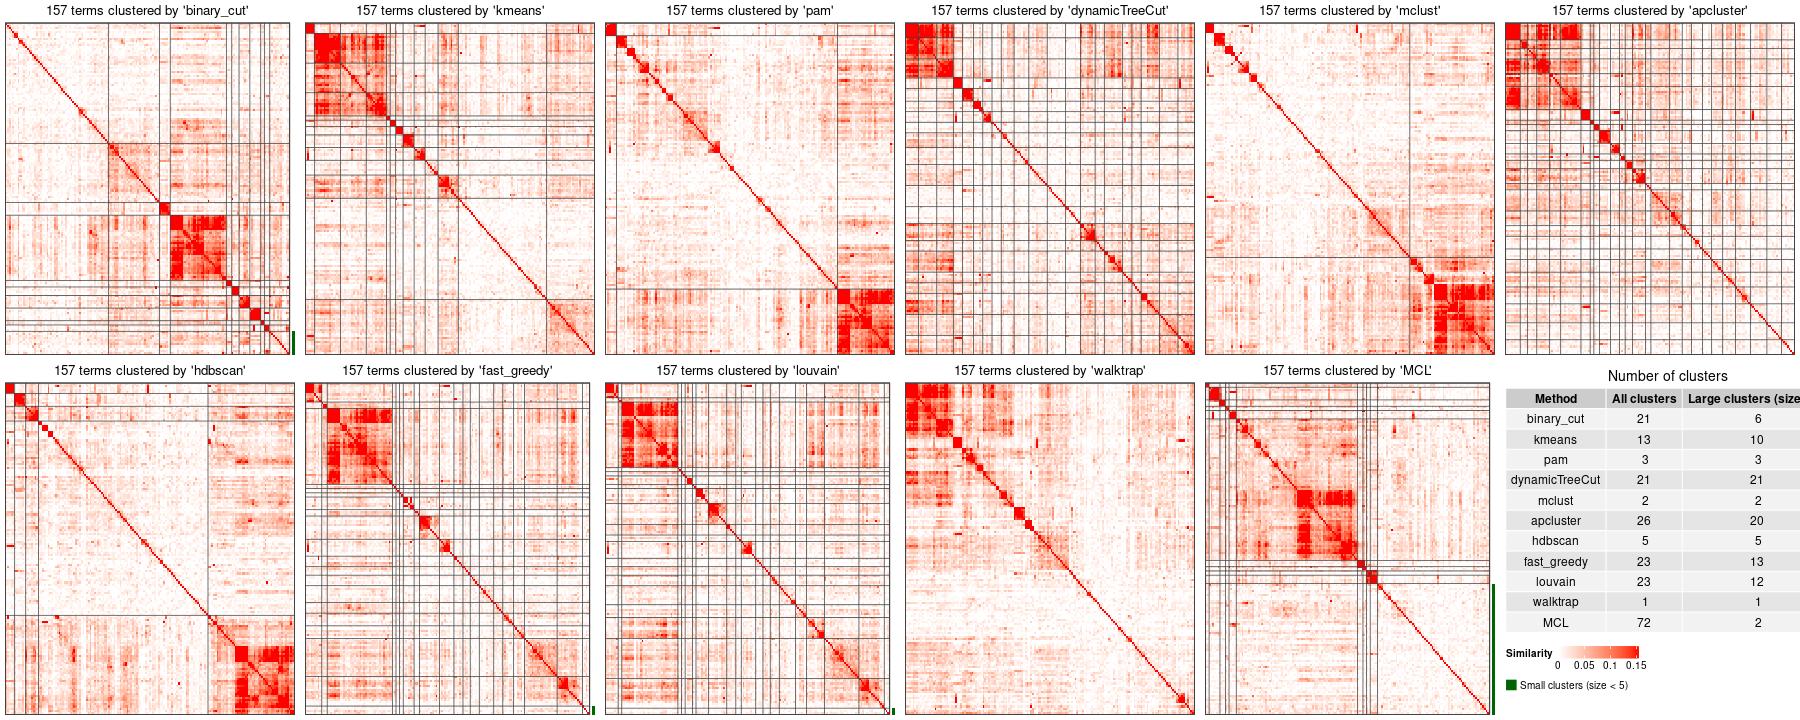 157 terms clustered by 'binary_cut'
157 terms clustered by 'kmeans'
157 terms clustered by 'pam'
157 terms clustered by 'dynamicTreeCut'
157 terms clustered by 'mclust'
157 terms clustered by 'apcluster'
157 terms clustered by 'hdbscan'
157 terms clustered by 'fast_greedy'
157 terms clustered by 'louvain'
157 terms clustered by 'walktrap'
157 terms clustered by 'MCL'
Number of clusters
Method All clusters Large clusters (size
binary_cut 21 6
kmeans 13 10
pam 3 3
dynamicTreeCut 21 21
mclust 2 2
apcluster 26 20
hdbscan 5 5
fast_greedy 23 13
louvain 23 12
walktrap 1 1
MCL 72 2
Similarity
0 0.05 0.1 0.15
Small clusters (size < 5)